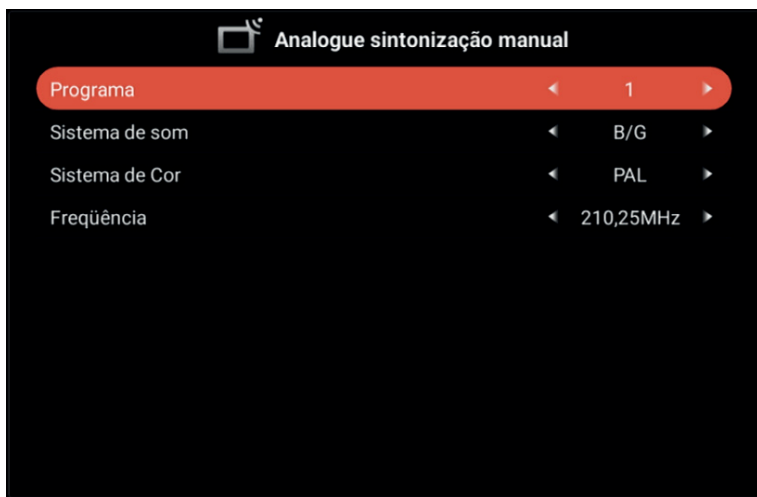 Analogue sintonização manual
Programa 1
Sistema de som B/G
Sistema de Cor PAL
Freqüência 210,25MHz